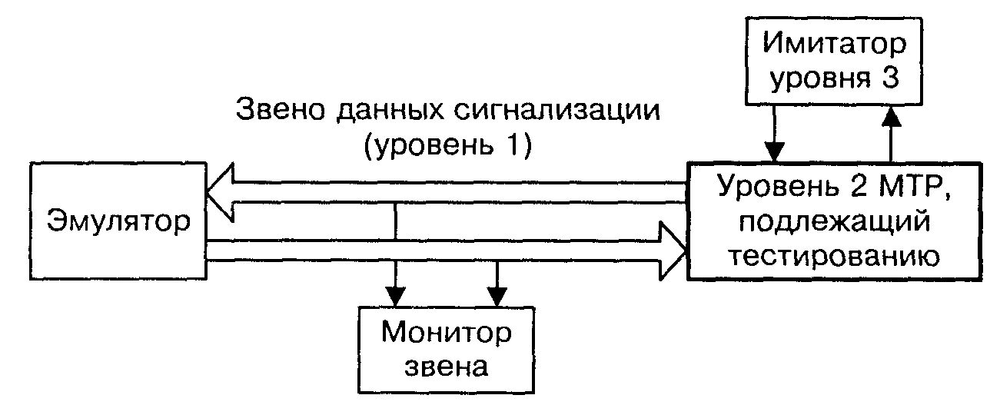 Имитатор
уровня 3
Звено данных сигнализации
(уровень 1)
Эмулятор
Уровень 2 МТР,
подлежащий
тестированию
Монитор
звена